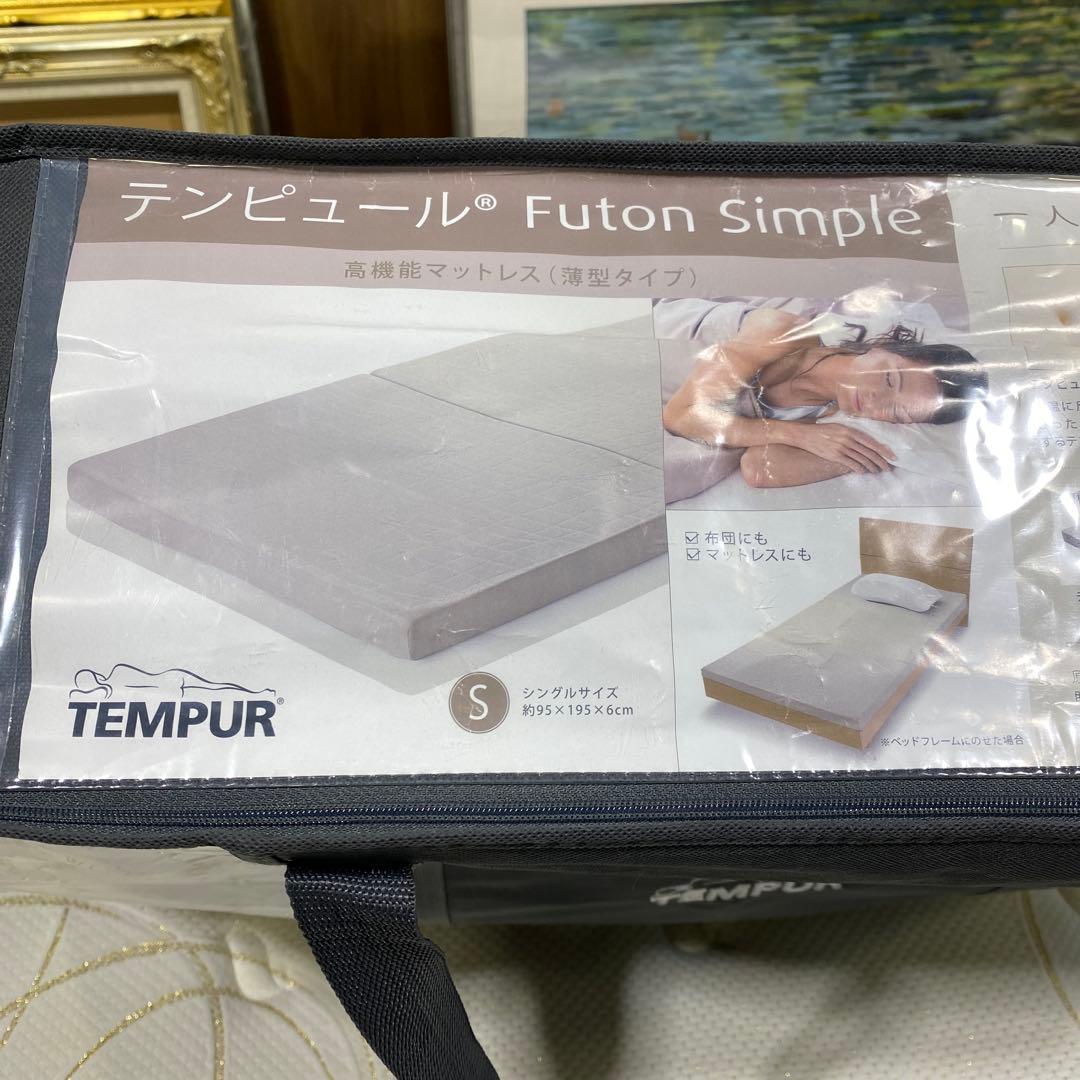 テンピュール® Futon Simple
一人
高機能マットレス（薄型タイプ）
☑ 布団にも
☑ マットレスにも
TEMPUR®
S
シングルサイズ
約95×195×6cm
※ベッドフレームにのせた場合
TEMPUR